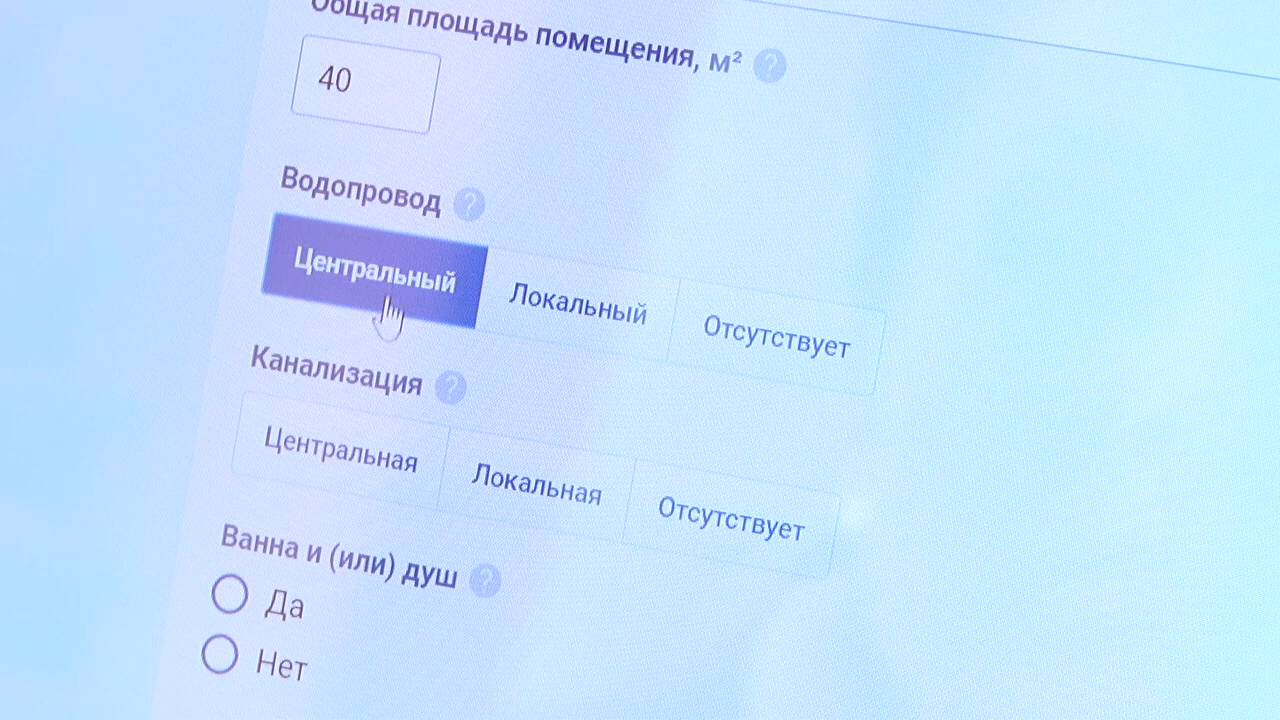 Общая площадь помещения, м² ?
40
Водопровод ?
Центральный Локальный Отсутствует
Канализация ?
Центральная Локальная Отсутствует
Ванна и (или) душ ?
Да
Нет